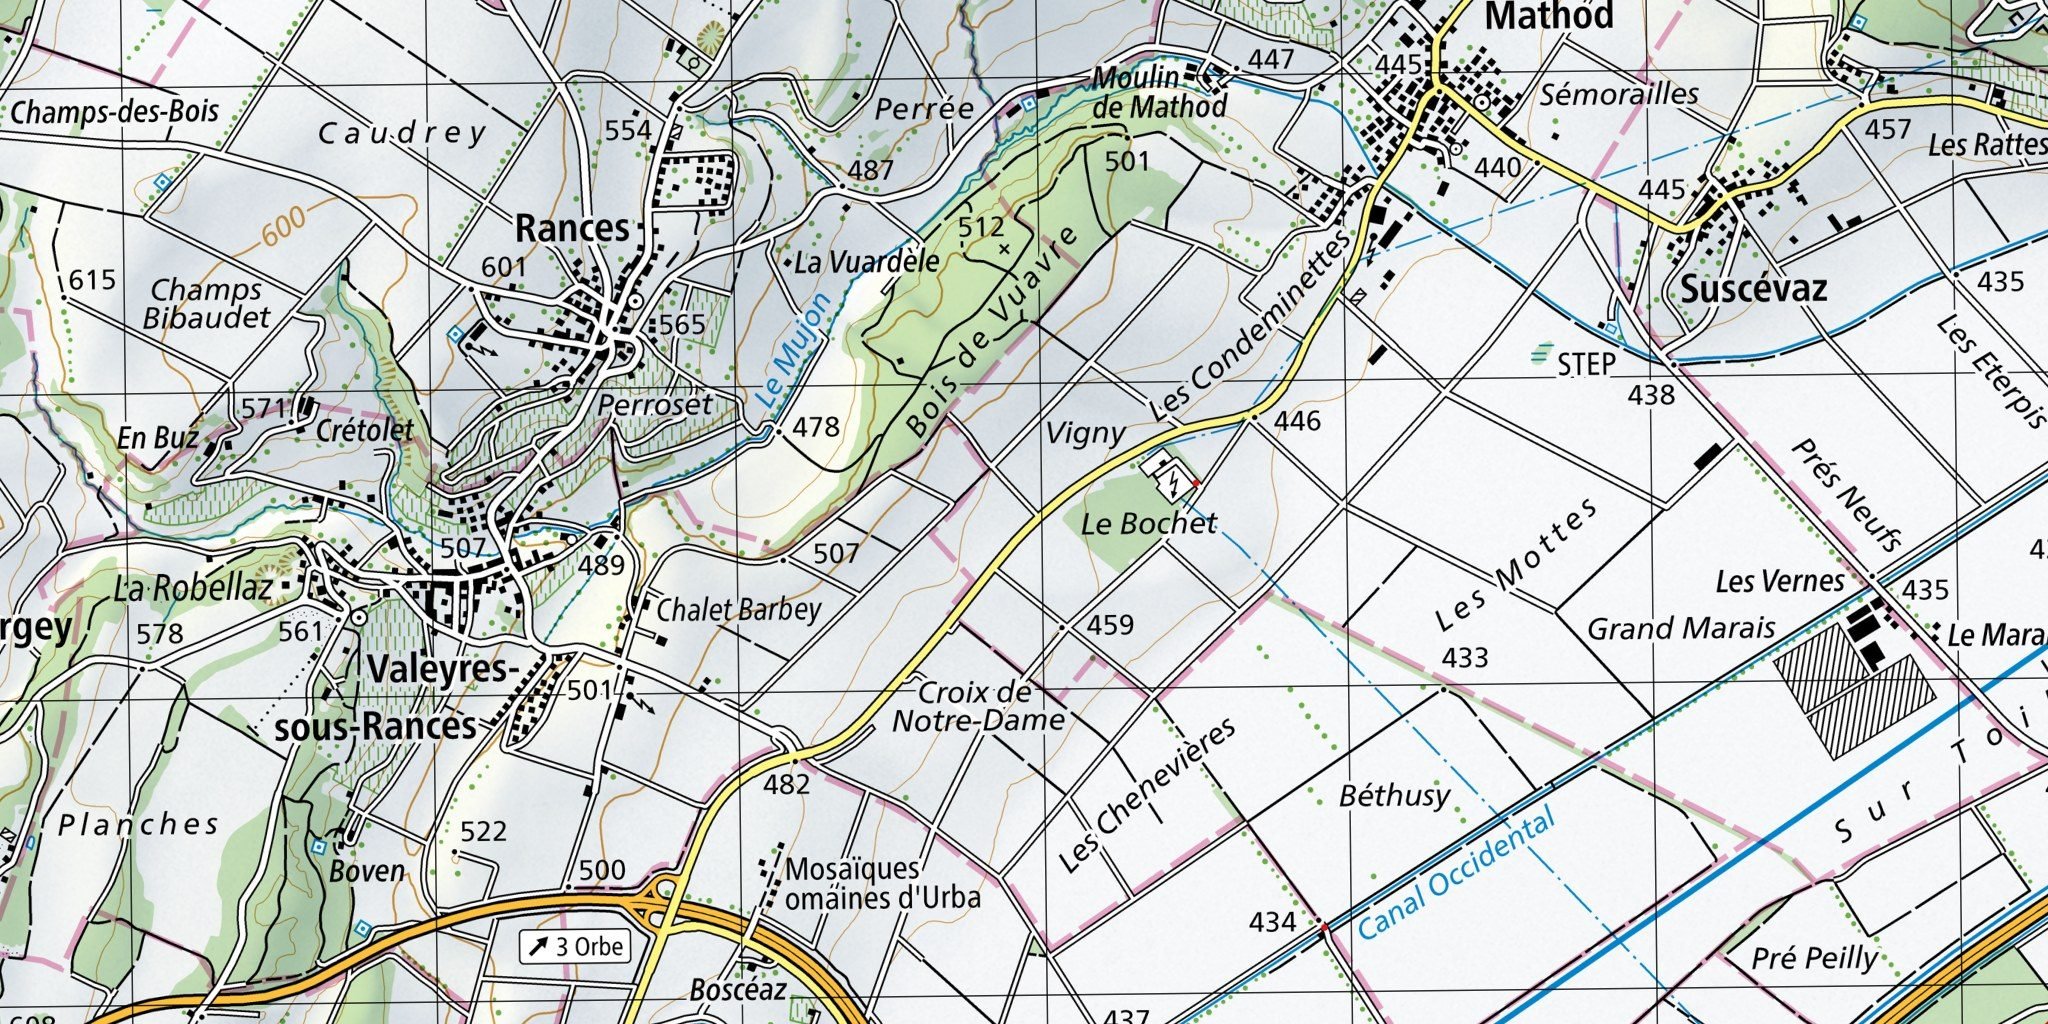 Mathod
Moulin
de Mathod
447
445
Sémorailles
Champs-des-Bois
Caudrey
554
Perrée
457
Les Rattes
487
501
440
445
600
Rances
512
601
La Vuardèle
615
Champs
Bibaudet
565
Suscévaz
435
Le Mujon
Bois de Vuavre
Les Condeminettes
STEP
438
Les Eterpis
571
Perroset
En Buz
Crétolet
478
Vigny
446
Prés Neufs
Le Bochet
507
489
507
Les Mottes
La Robellaz
Chalet Barbey
Les Vernes
435
rgey
578
561
459
Grand Marais
Le Mara
433
Valeyres-
sous-Rances
501
Croix de
Notre-Dame
482
Les Chenevières
Béthusy
Sur Toi
Planches
522
Boven
500
Mosaïques
omaines d'Urba
Canal Occidental
434
3 Orbe
Boscéaz
Pré Peilly
437
608